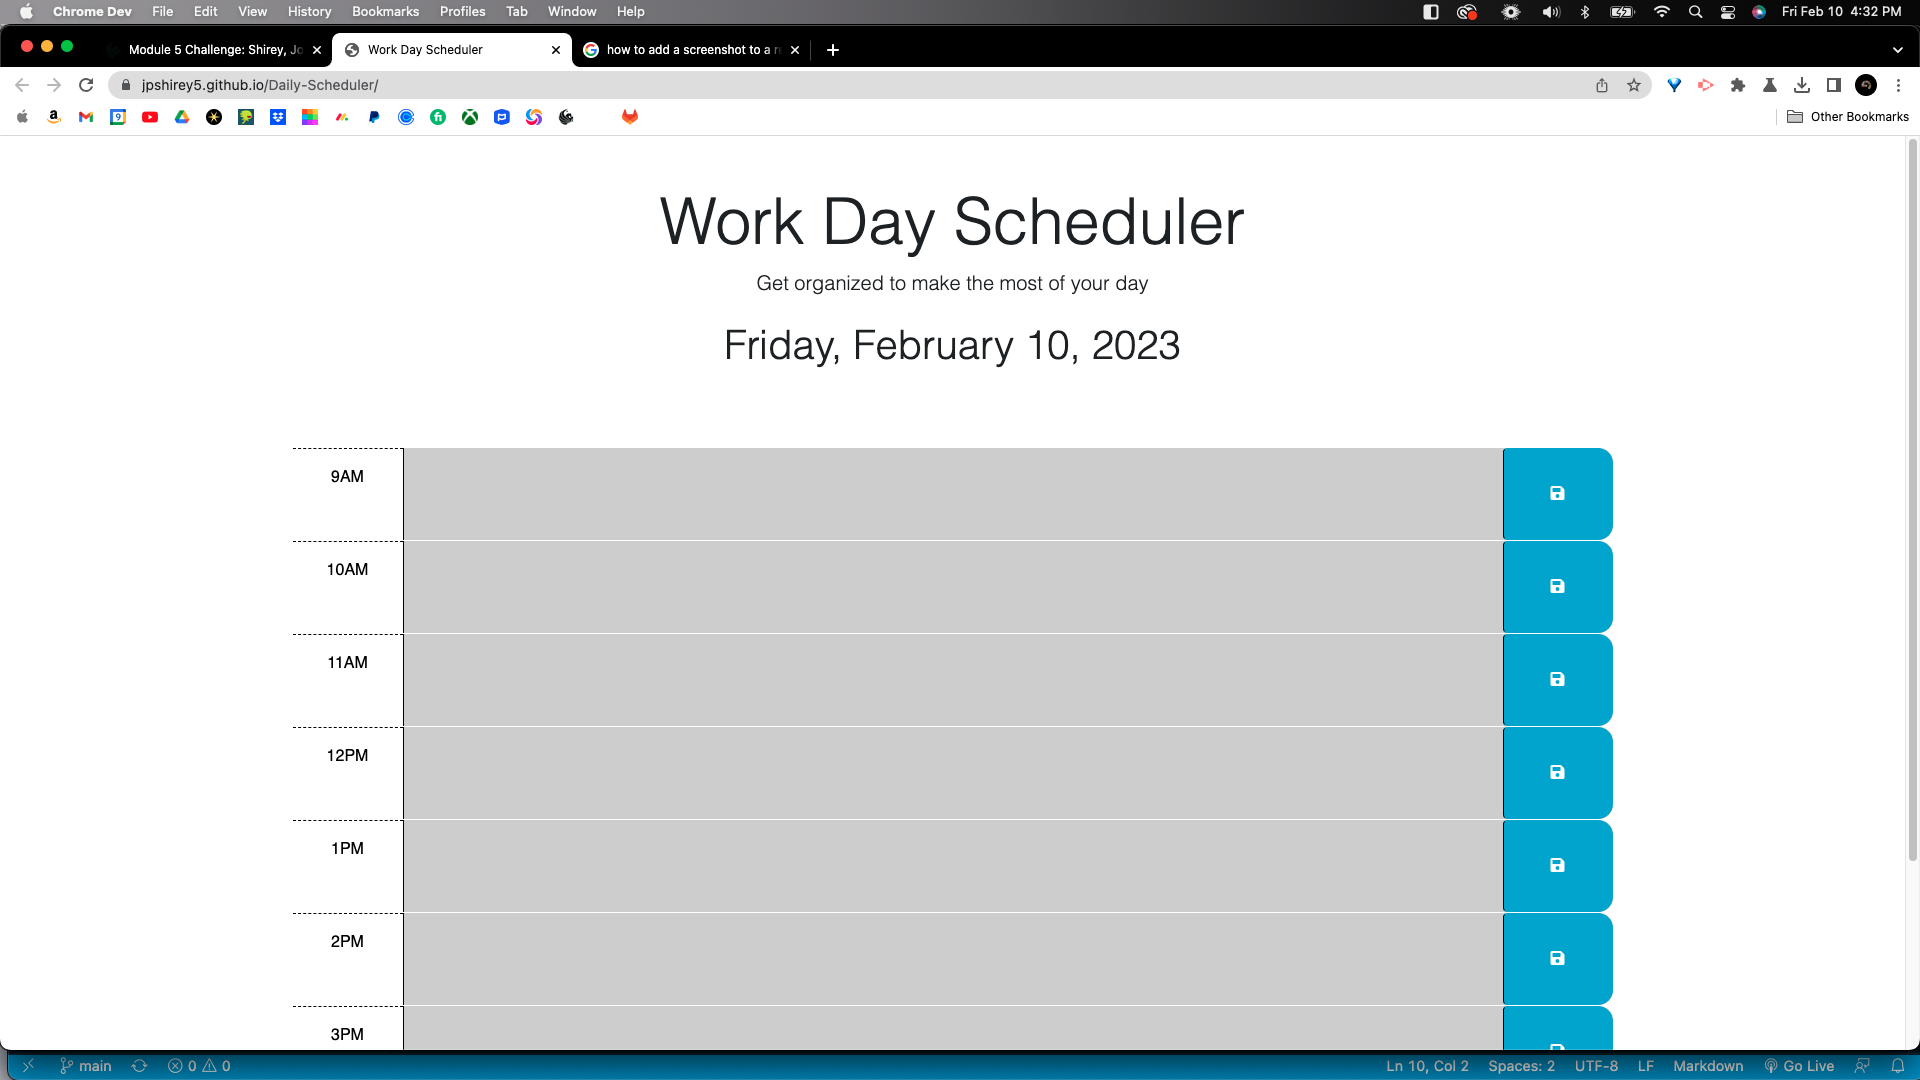 Chrome Dev File Edit View History Bookmarks Profiles Tab Window Help Fri Feb 10 4:32 PM
Module 5 Challenge: Shirey, Jo Work Day Scheduler how to add a screenshot to a re
jpshirey5.github.io/Daily-Scheduler/
Other Bookmarks
Work Day Scheduler
Get organized to make the most of your day
Friday, February 10, 2023
9AM
10AM
11AM
12PM
1PM
2PM
3PM
main 0 0 Ln 10, Col 2 Spaces: 2 UTF-8 LF Markdown Go Live